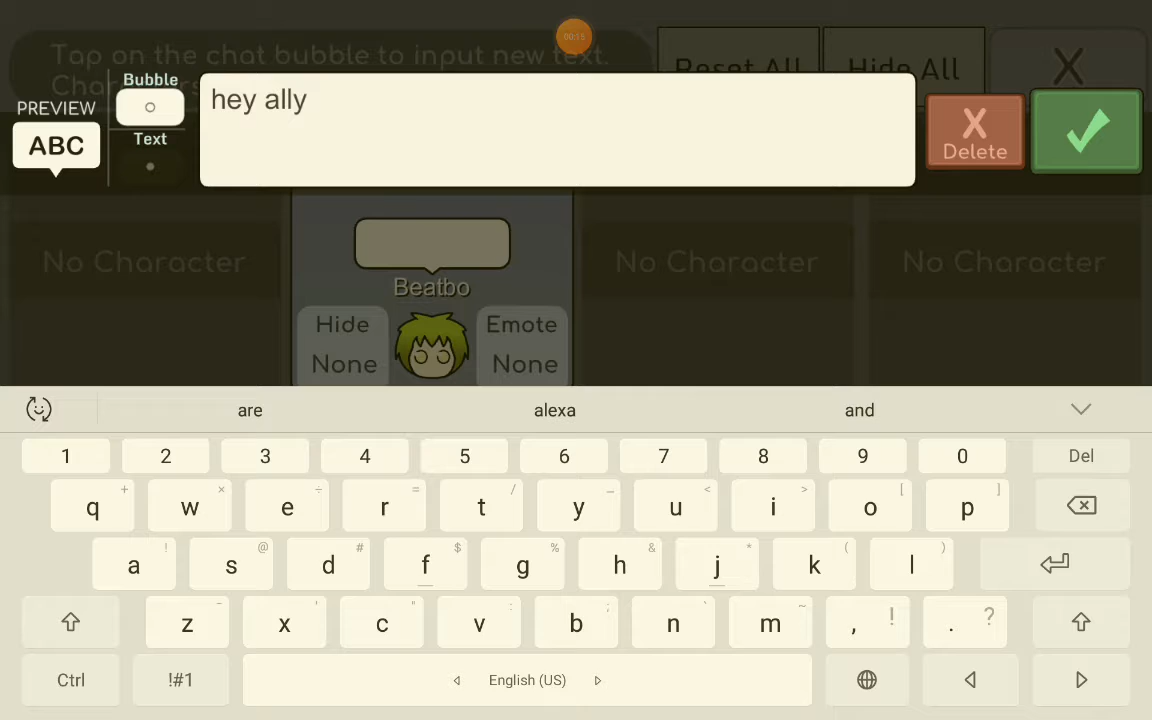 Tap on the chat bubble to input new text.
00:15
Reset All
Hide All
X
Bubble
PREVIEW
ABC
Text
hey ally
X
Delete
No Character
Beatbo
Hide
None
Emote
None
No Character
No Character
are
alexa
and
1 2 3 4 5 6 7 8 9 0 Del
q + w × e ÷ r = t / y _ u < i > o [ p ]
a ! s @ d # f $ g % h & j * k ( l )
z - x ' c " v : b ; n ` m ~ , ! . ?
Ctrl !#1 English (US)